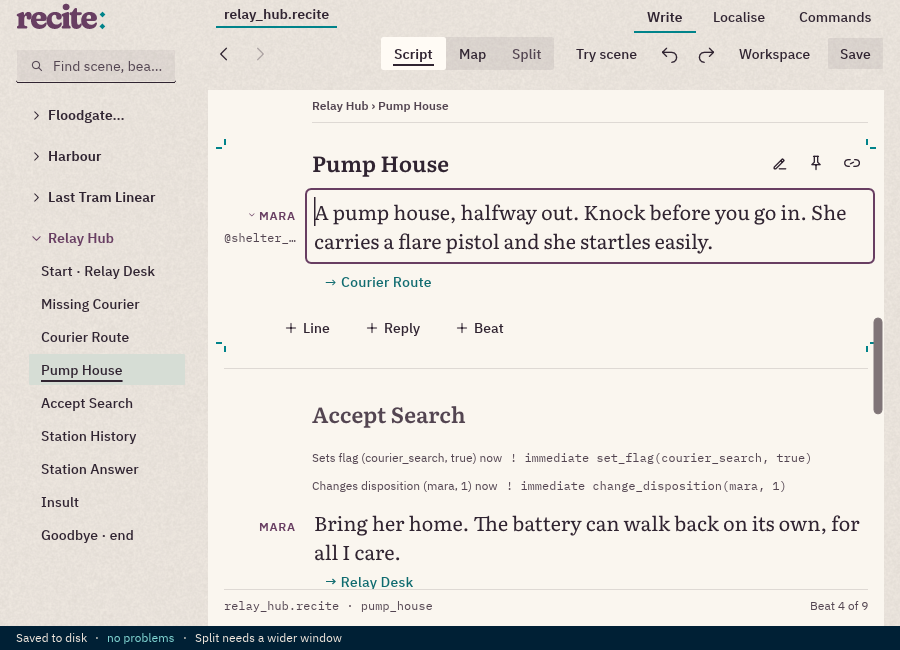 recite:
relay_hub.recite
Write
Localise
Commands
Find scene, bea...
Script
Map
Split
Try scene
Workspace
Save
Floodgate...
Harbour
Last Tram Linear
Relay Hub
Start · Relay Desk
Missing Courier
Courier Route
Pump House
Accept Search
Station History
Station Answer
Insult
Goodbye · end
Relay Hub › Pump House
Pump House
MARA
@shelter_…
A pump house, halfway out. Knock before you go in. She
carries a flare pistol and she startles easily.
→ Courier Route
+ Line
+ Reply
+ Beat
Accept Search
Sets flag (courier_search, true) now ! immediate set_flag(courier_search, true)
Changes disposition (mara, 1) now ! immediate change_disposition(mara, 1)
MARA
Bring her home. The battery can walk back on its own, for
all I care.
→ Relay Desk
relay_hub.recite · pump_house
Beat 4 of 9
Saved to disk · no problems · Split needs a wider window